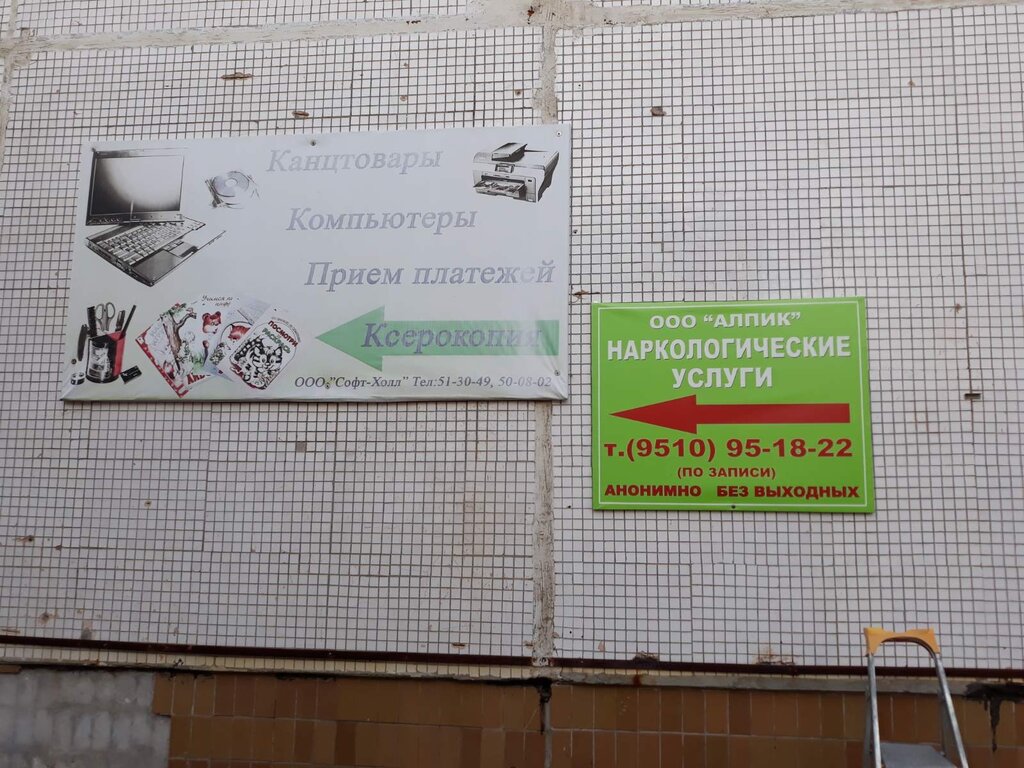 Канцтовары
Компьютеры
Прием платежей
Ксерокопия
ООО:"Софт-Холл" Тел:51-30-49, 50-08-02
ООО "АЛПИК"
НАРКОЛОГИЧЕСКИЕ
УСЛУГИ
т.(9510) 95-18-22
(ПО ЗАПИСИ)
АНОНИМНО БЕЗ ВЫХОДНЫХ